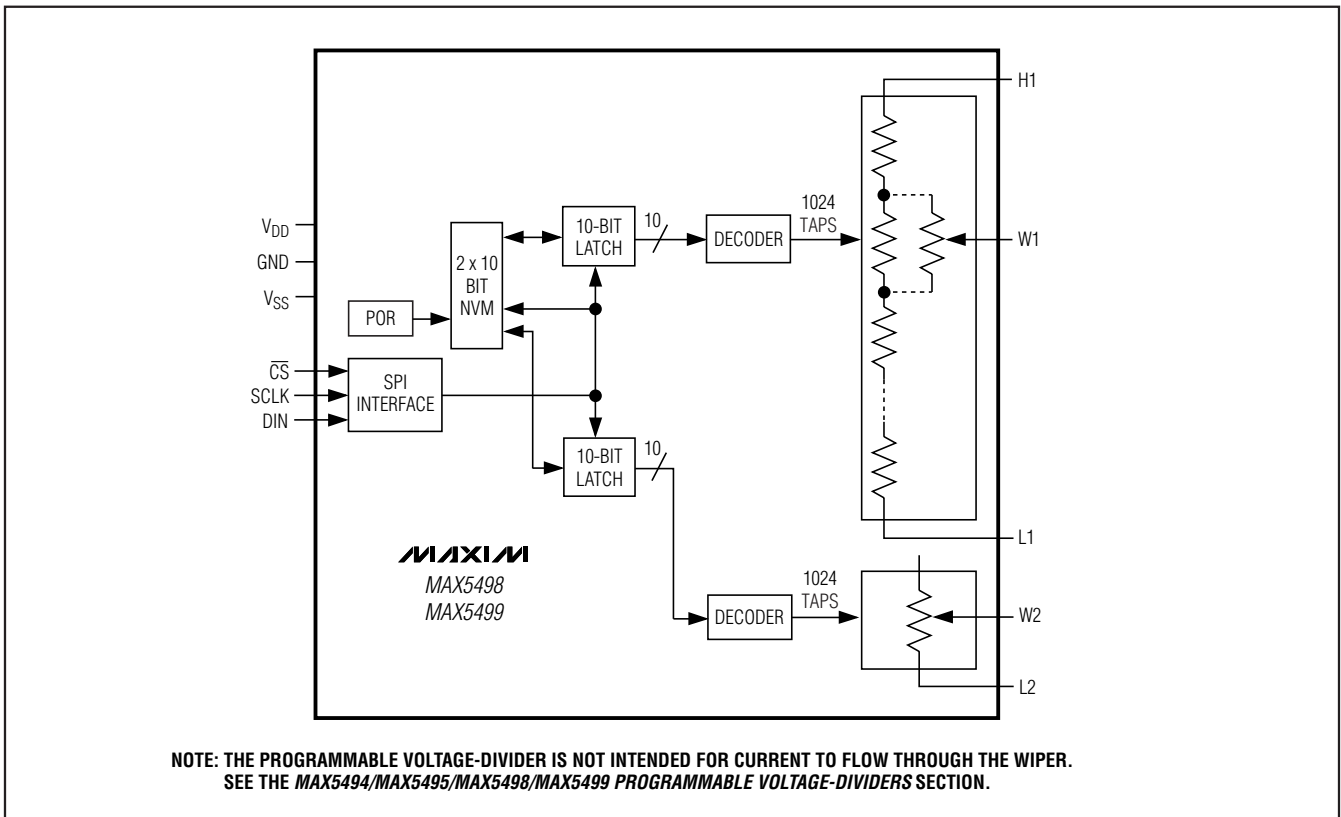 H1
1024
TAPS
10-BIT
LATCH
10
DECODER
W1
VDD
GND
VSS
2 x 10
BIT
NVM
POR
CS
SCLK
DIN
SPI
INTERFACE
10-BIT
LATCH
10
L1
MAXIM
MAX5498
MAX5499
1024
TAPS
DECODER
W2
L2
NOTE: THE PROGRAMMABLE VOLTAGE-DIVIDER IS NOT INTENDED FOR CURRENT TO FLOW THROUGH THE WIPER.
SEE THE MAX5494/MAX5495/MAX5498/MAX5499 PROGRAMMABLE VOLTAGE-DIVIDERS SECTION.